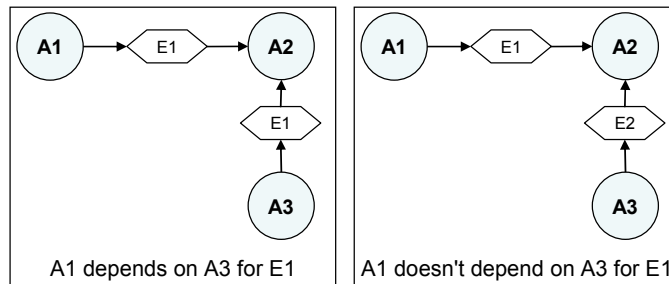 A1
E1
A2
E1
A3
A1 depends on A3 for E1
A1
E1
A2
E2
A3
A1 doesn't depend on A3 for E1